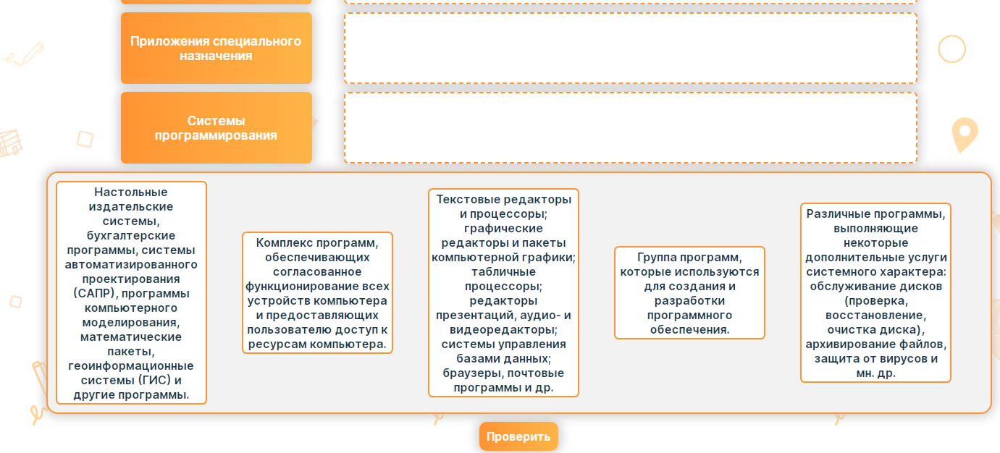 Приложения специального
назначения
Системы
программирования
Настольные
издательские
системы,
бухгалтерские
программы, системы
автоматизированного
проектирования
(САПР), программы
компьютерного
моделирования,
математические
пакеты,
геоинформационные
системы (ГИС) и
другие программы.
Комплекс программ,
обеспечивающих
согласованное
функционирование всех
устройств компьютера
и предоставляющих
пользователю доступ к
ресурсам компьютера.
Текстовые редакторы
и процессоры;
графические
редакторы и пакеты
компьютерной графики;
табличные
процессоры;
редакторы
презентаций, аудио- и
видеоредакторы;
системы управления
базами данных;
браузеры, почтовые
программы и др.
Группа программ,
которые используются
для создания и
разработки
программного
обеспечения.
Различные программы,
выполняющие
некоторые
дополнительные услуги
системного характера:
обслуживание дисков
(проверка,
восстановление,
очистка диска),
архивирование файлов,
защита от вирусов и
мн. др.
Проверить